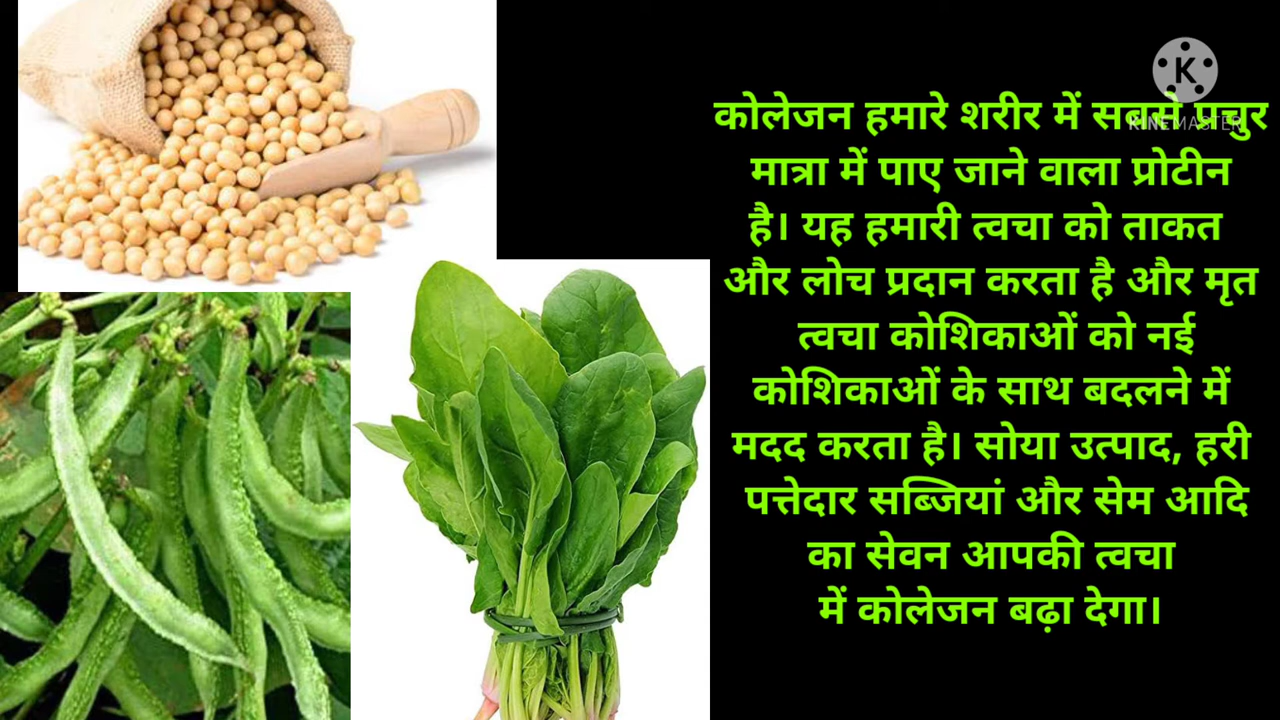 K
KINEMASTER
कोलेजन हमारे शरीर में सबसे प्रचुर
मात्रा में पाए जाने वाला प्रोटीन
है। यह हमारी त्वचा को ताकत
और लोच प्रदान करता है और मृत
त्वचा कोशिकाओं को नई
कोशिकाओं के साथ बदलने में
मदद करता है। सोया उत्पाद, हरी
पत्तेदार सब्जियां और सेम आदि
का सेवन आपकी त्वचा
में कोलेजन बढ़ा देगा।